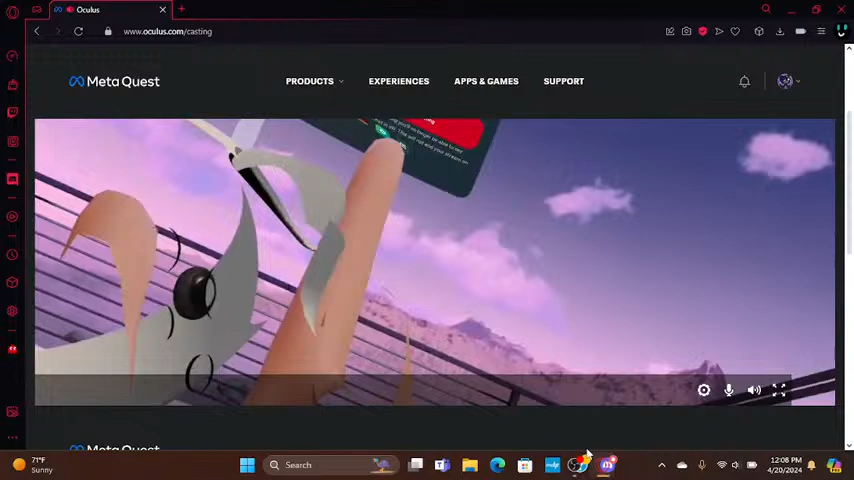 Oculus
www.oculus.com/casting
Meta Quest
PRODUCTS
EXPERIENCES
APPS & GAMES
SUPPORT
Meta Quest
71°F
Sunny
Search
12:08 PM
4/20/2024